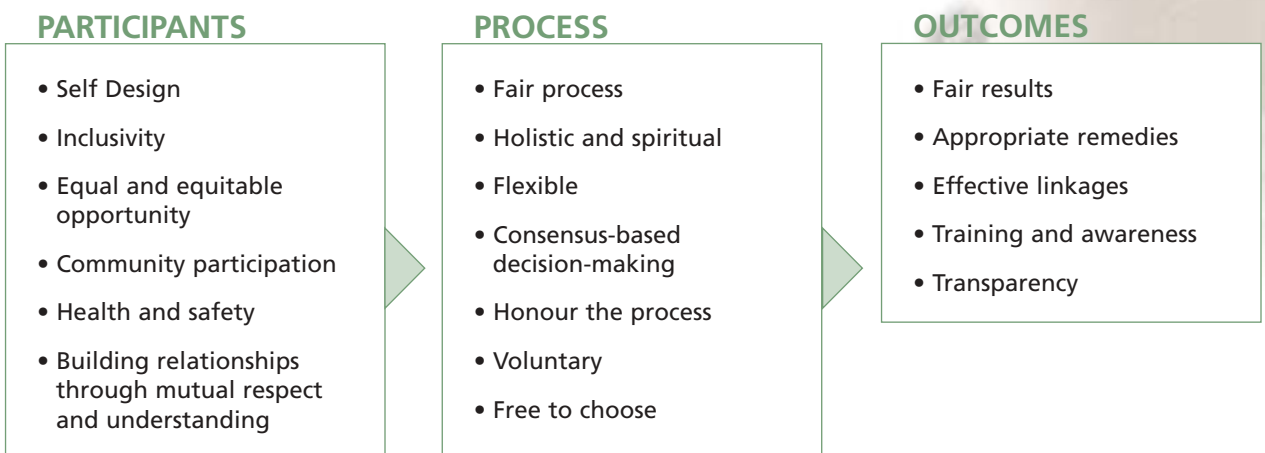 PARTICIPANTS
• Self Design
• Inclusivity
• Equal and equitable
opportunity
• Community participation
• Health and safety
• Building relationships
through mutual respect
and understanding
PROCESS
• Fair process
• Holistic and spiritual
• Flexible
• Consensus-based
decision-making
• Honour the process
• Voluntary
• Free to choose
OUTCOMES
• Fair results
• Appropriate remedies
• Effective linkages
• Training and awareness
• Transparency